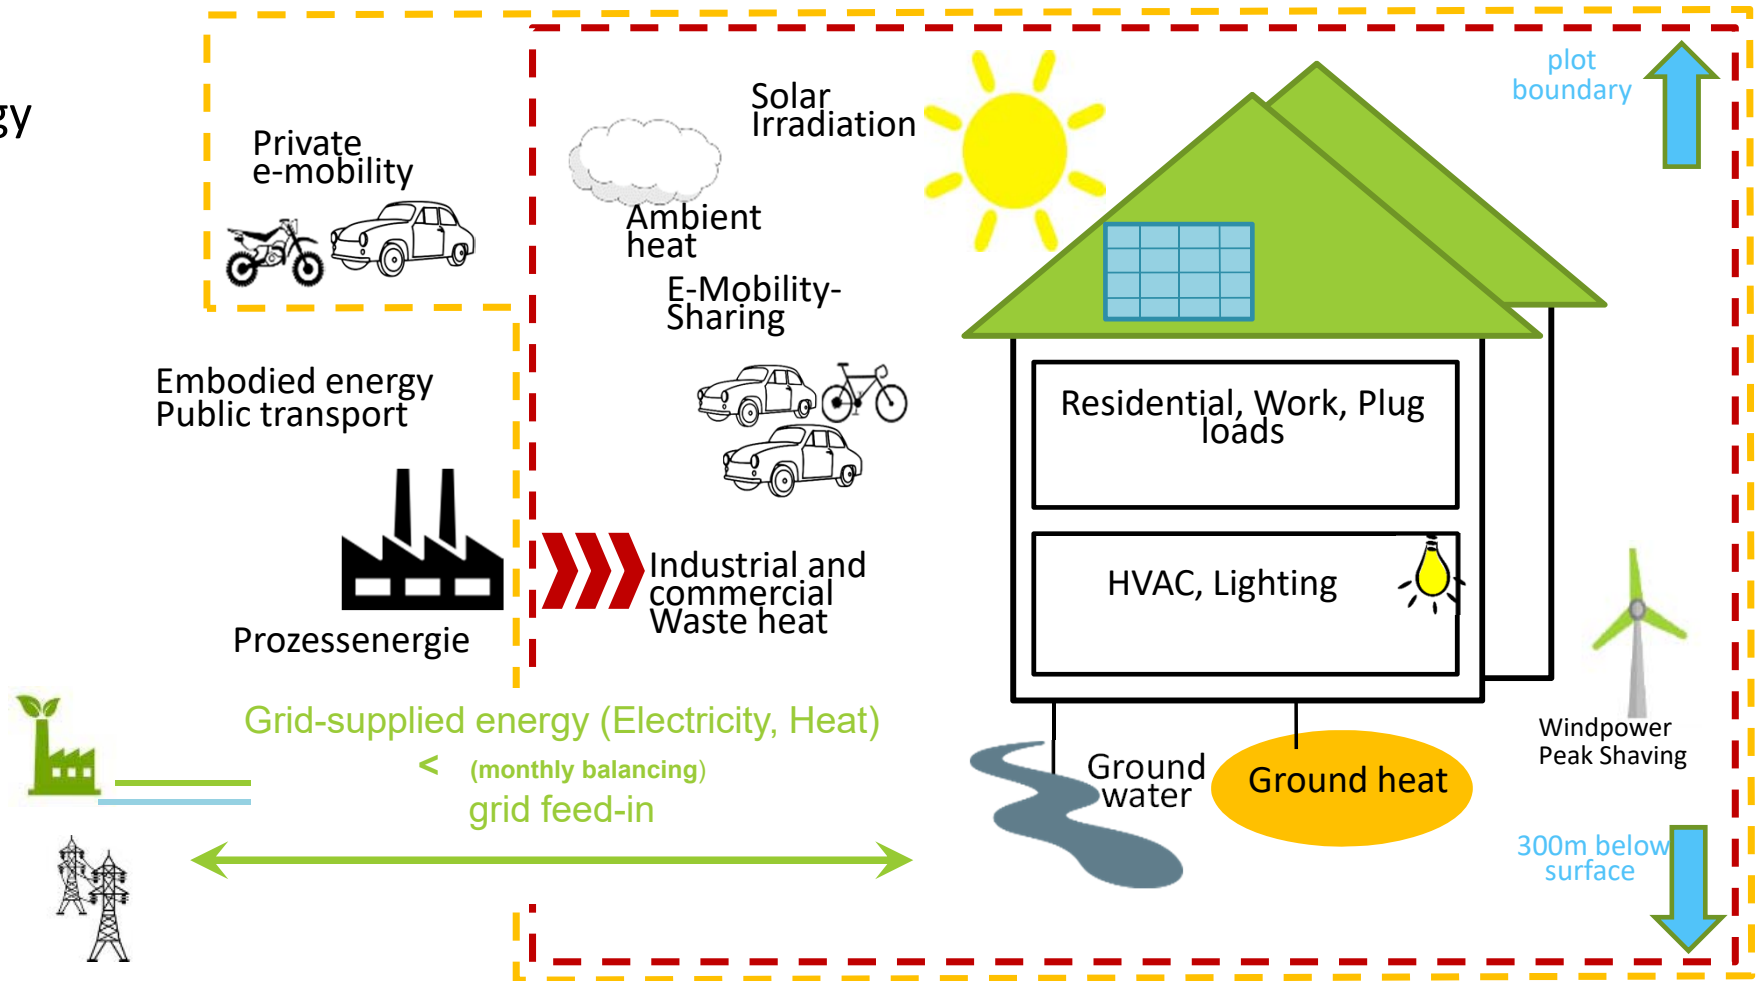 plot
boundary
Solar
Irradiation
Private
e-mobility
Ambient
heat
E-Mobility-
Sharing
Embodied energy
Public transport
Residential, Work, Plug
loads
Industrial and
commercial
Waste heat
HVAC, Lighting
Prozessenergie
Grid-supplied energy (Electricity, Heat)
< (monthly balancing)
grid feed-in
Windpower
Peak Shaving
Ground
water
Ground heat
300m below
surface